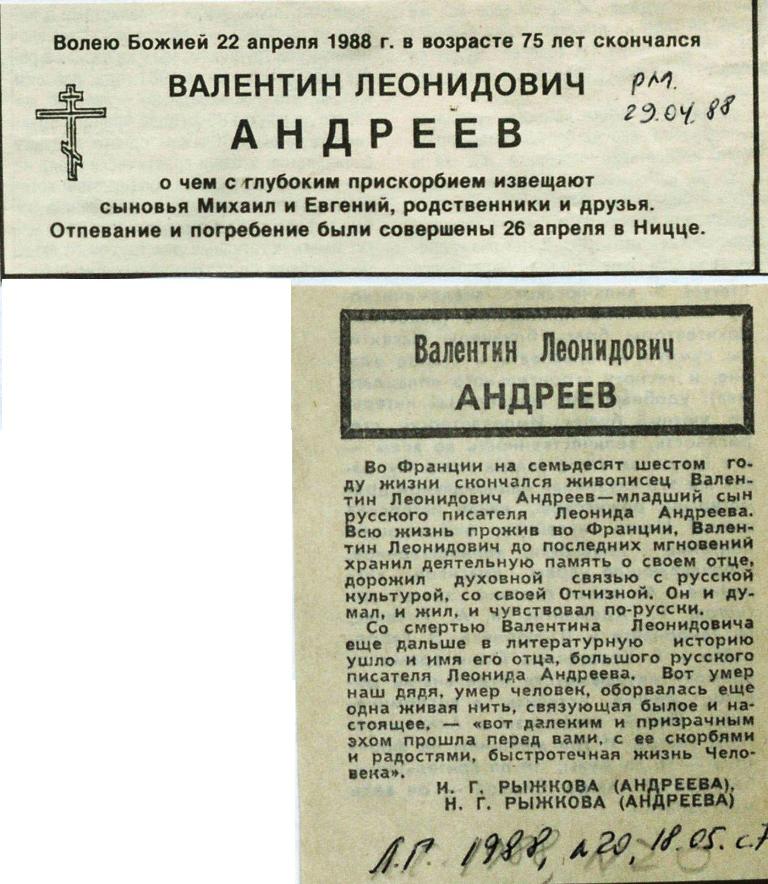 Волею Божией 22 апреля 1988 г. в возрасте 75 лет скончался
ВАЛЕНТИН ЛЕОНИДОВИЧ
АНДРЕЕВ
РМ.
29.04.88
о чем с глубоким прискорбием извещают
сыновья Михаил и Евгений, родственники и друзья.
Отпевание и погребение были совершены 26 апреля в Ницце.
Валентин Леонидович
АНДРЕЕВ
Во Франции на семьдесят шестом го-
ду жизни скончался живописец Вален-
тин Леонидович Андреев—младший сын
русского писателя Леонида Андреева.
Всю жизнь прожив во Франции, Вален-
тин Леонидович до последних мгновений
хранил деятельную память о своем отце,
дорожил духовной связью с русской
культурой, со своей Отчизной. Он и ду-
мал, и жил, и чувствовал по-русски.
Со смертью Валентина Леонидовича
еще дальше в литературную историю
ушло и имя его отца, большого русского
писателя Леонида Андреева. Вот умер
наш дядя, умер человек, оборвалась еще
одна живая нить, связующая былое и на-
стоящее, — «вот далеким и призрачным
эхом прошла перед вами, с ее скорбями
и радостями, быстротечная жизнь Чело-
века».
И. Г. РЫЖКОВА (АНДРЕЕВА),
Н. Г. РЫЖКОВА (АНДРЕЕВА)
Л.Г. 1988, №20, 18.05. с.7